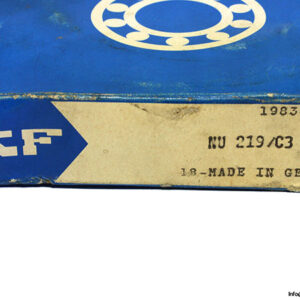 1983
KF
NU 219/C3
18-MADE IN GE